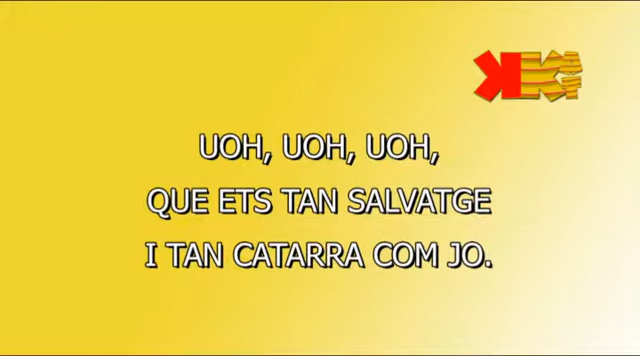 UOH, UOH, UOH,
QUE ETS TAN SALVATGE
I TAN CATARRA COM JO.